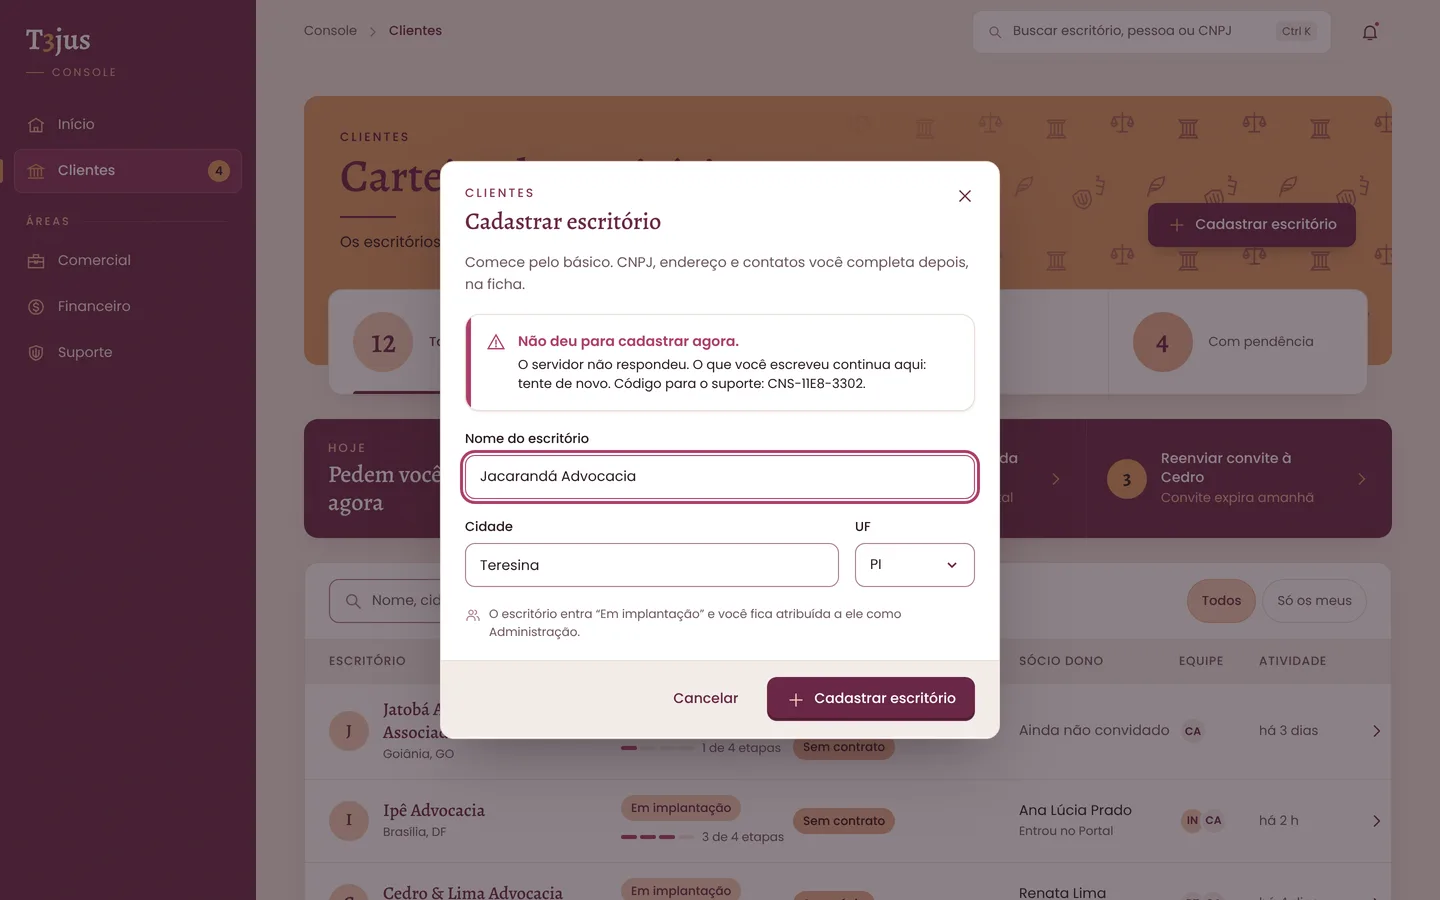 T3jus
CONSOLE
Início
Clientes
4
ÁREAS
Comercial
Financeiro
Suporte
Console
Clientes
Buscar escritório, pessoa ou CNPJ
Ctrl K
CLIENTES
Os escritórios
Cadastrar escritório
12
4
Com pendência
HOJE
Pedem você
agora
3
Reenviar convite à
Cedro
Convite expira amanhã
CLIENTES
Cadastrar escritório
Comece pelo básico. CNPJ, endereço e contatos você completa depois,
na ficha.
Não deu para cadastrar agora.
O servidor não respondeu. O que você escreveu continua aqui:
tente de novo. Código para o suporte: CNS-11E8-3302.
Nome do escritório
Jacarandá Advocacia
Cidade
UF
Teresina
PI
O escritório entra “Em implantação” e você fica atribuída a ele como
Administração.
Cancelar
Cadastrar escritório
Nome, cid
Todos
Só os meus
ESCRITÓRIO
SÓCIO DONO
EQUIPE
ATIVIDADE
J
Jatobá A
Associad
Goiânia, GO
1 de 4 etapas
Sem contrato
Ainda não convidado
CA
há 3 dias
I
Ipê Advocacia
Brasília, DF
Em implantação
3 de 4 etapas
Sem contrato
Ana Lúcia Prado
Entrou no Portal
IN CA
há 2 h
Cedro & Lima Advocacia
Em implantação
Renata Lima